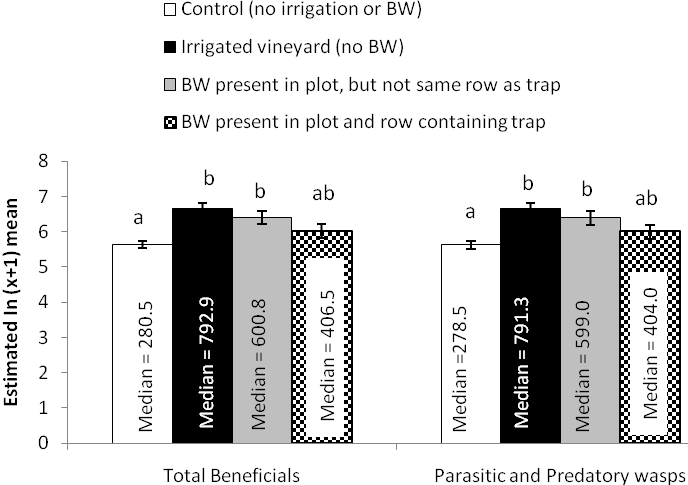 Control (no irrigation or BW)
Irrigated vineyard (no BW)
BW present in plot, but not same row as trap
BW present in plot and row containing trap
Estimated ln (x+1) mean
8
7
6
5
4
3
2
1
0
a
b
b
ab
a
b
b
ab
Median = 280.5
Median = 792.9
Median = 600.8
Median = 406.5
Median =278.5
Median = 791.3
Median = 599.0
Median = 404.0
Total Beneficials
Parasitic and Predatory wasps